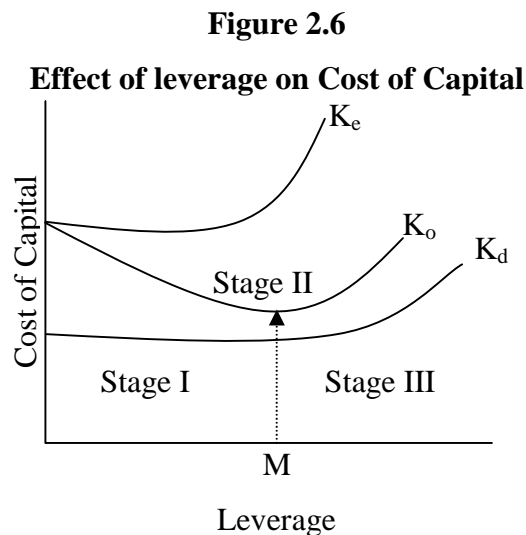 Figure 2.6
Effect of leverage on Cost of Capital
Kₑ
Kₒ
K_d
Cost of Capital
Stage II
Stage I
Stage III
M
Leverage